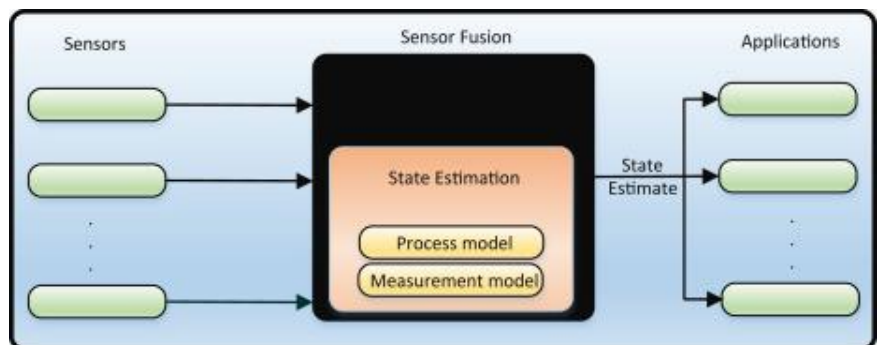 Sensors
Sensor Fusion
Applications
State Estimation
State
Estimate
Process model
Measurement model